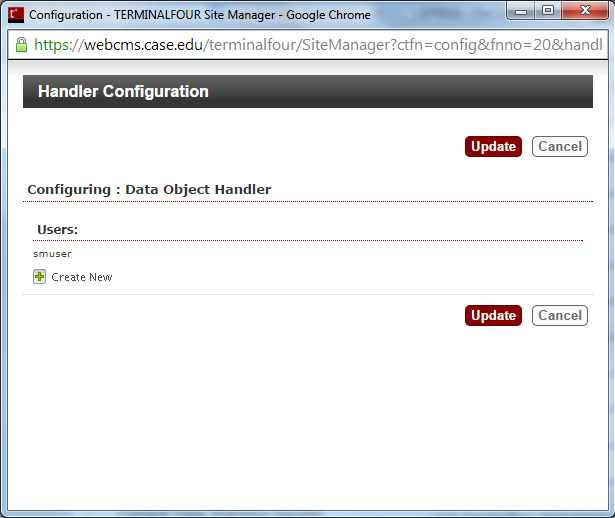 Configuration - TERMINALFOUR Site Manager - Google Chrome
https://webcms.case.edu/terminalfour/SiteManager?ctfn=config&fnno=20&handl
Handler Configuration
Update Cancel
Configuring : Data Object Handler
Users:
smuser
Create New
Update Cancel